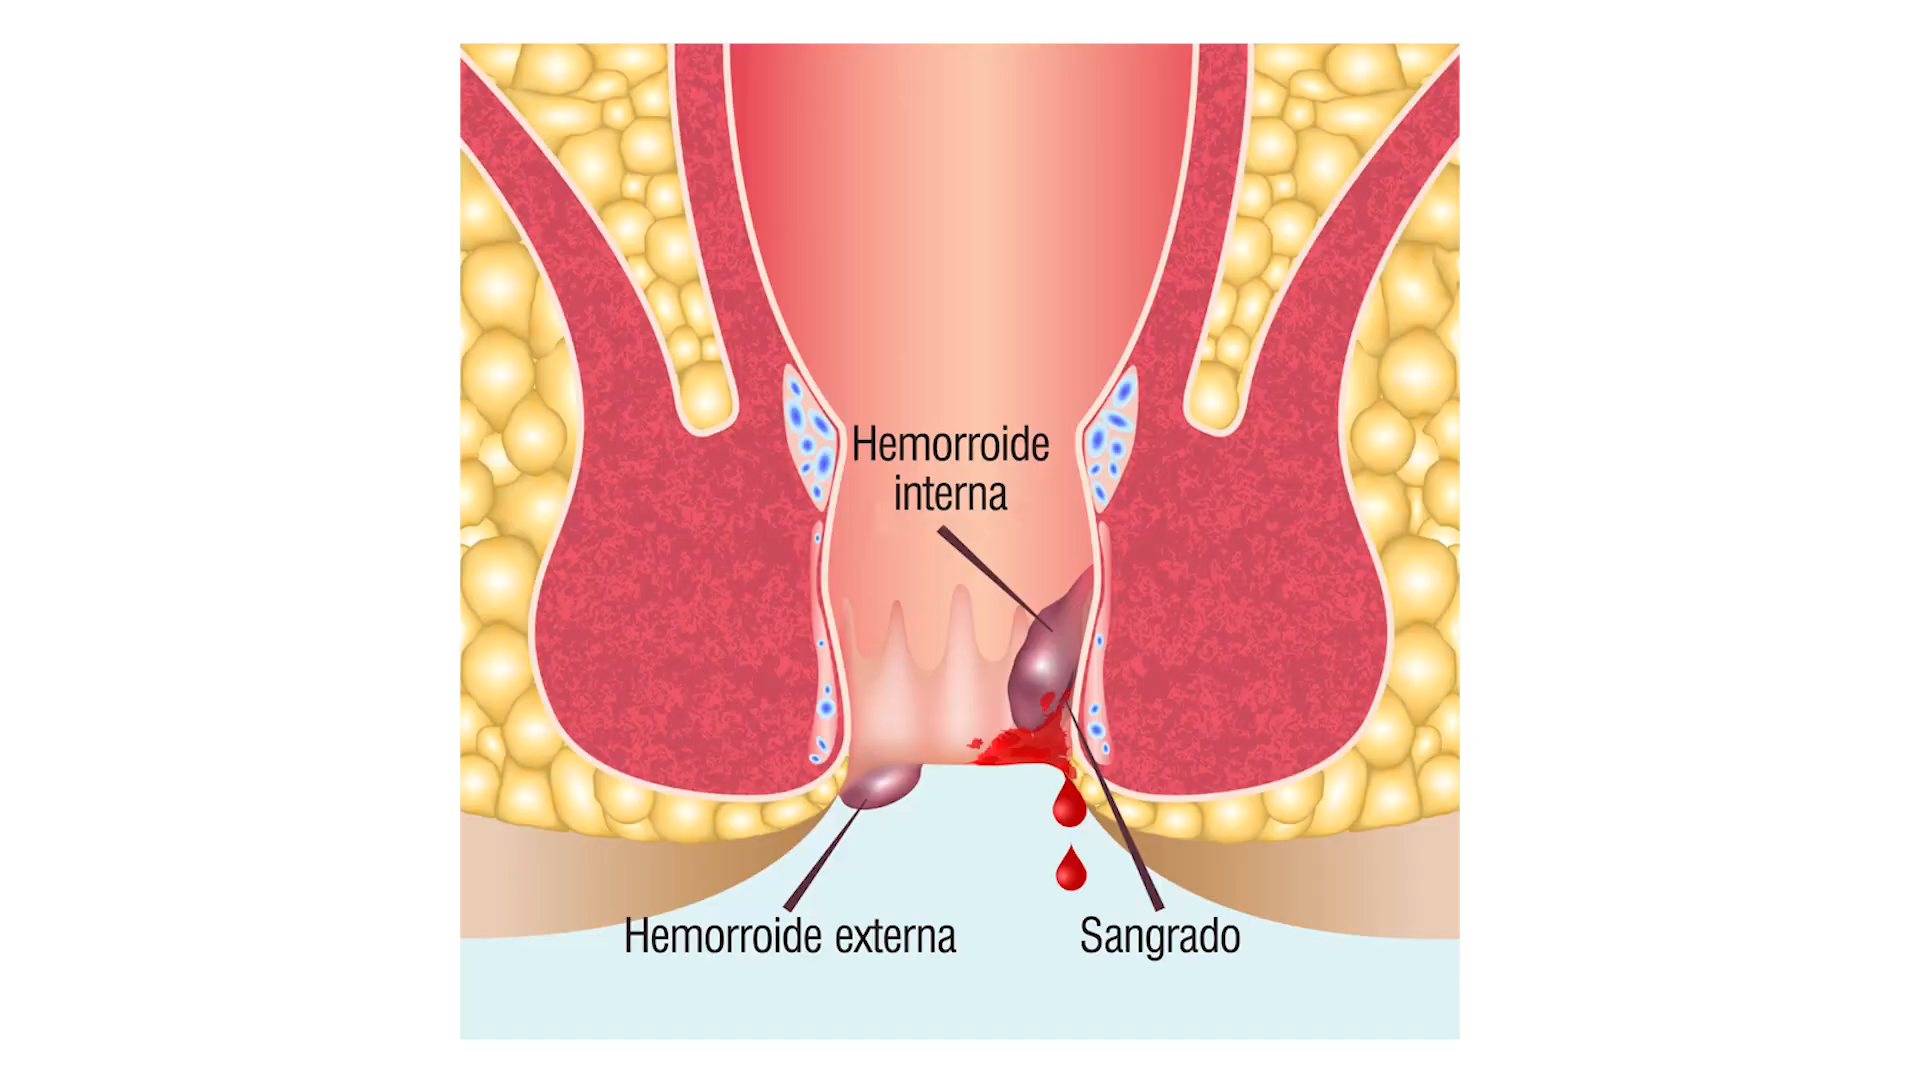 Hemorroide
interna
Hemorroide externa
Sangrado